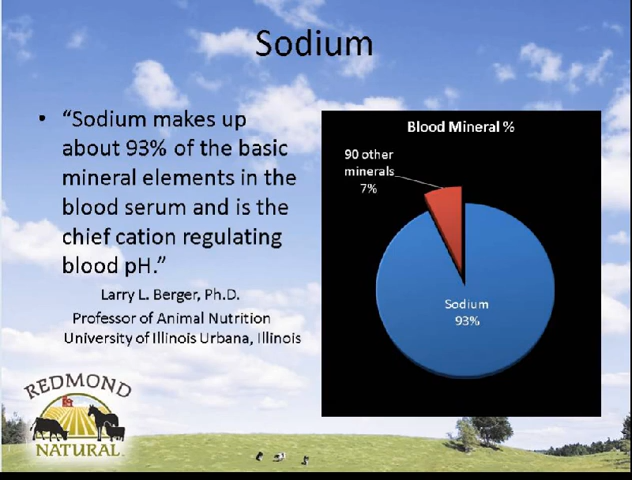 Sodium
• “Sodium makes up
about 93% of the basic
mineral elements in the
blood serum and is the
chief cation regulating
blood pH.”
Larry L. Berger, Ph.D.
Professor of Animal Nutrition
University of Illinois Urbana, Illinois
Blood Mineral %
90 other
minerals
7%
Sodium
93%
REDMOND
NATURAL